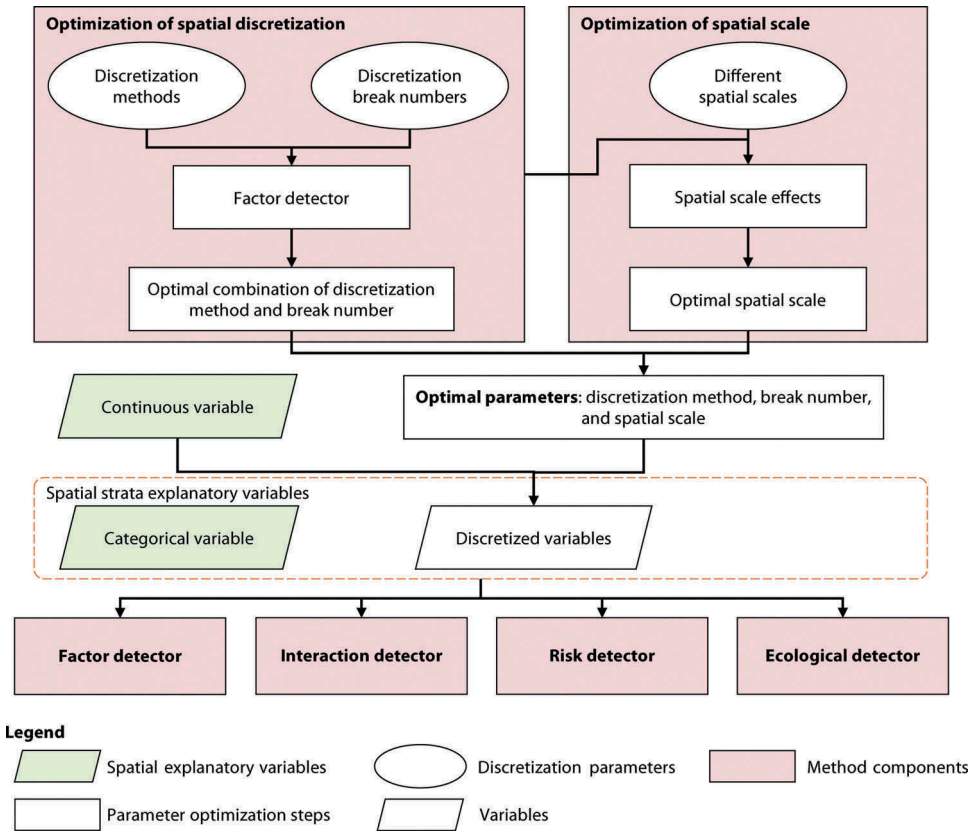 Optimization of spatial discretization
Discretization
methods
Discretization
break numbers
Factor detector
Optimal combination of discretization
method and break number
Optimization of spatial scale
Different
spatial scales
Spatial scale effects
Optimal spatial scale
Continuous variable
Optimal parameters: discretization method, break number,
and spatial scale
Spatial strata explanatory variables
Categorical variable
Discretized variables
Factor detector
Interaction detector
Risk detector
Ecological detector
Legend
Spatial explanatory variables
Discretization parameters
Method components
Parameter optimization steps
Variables